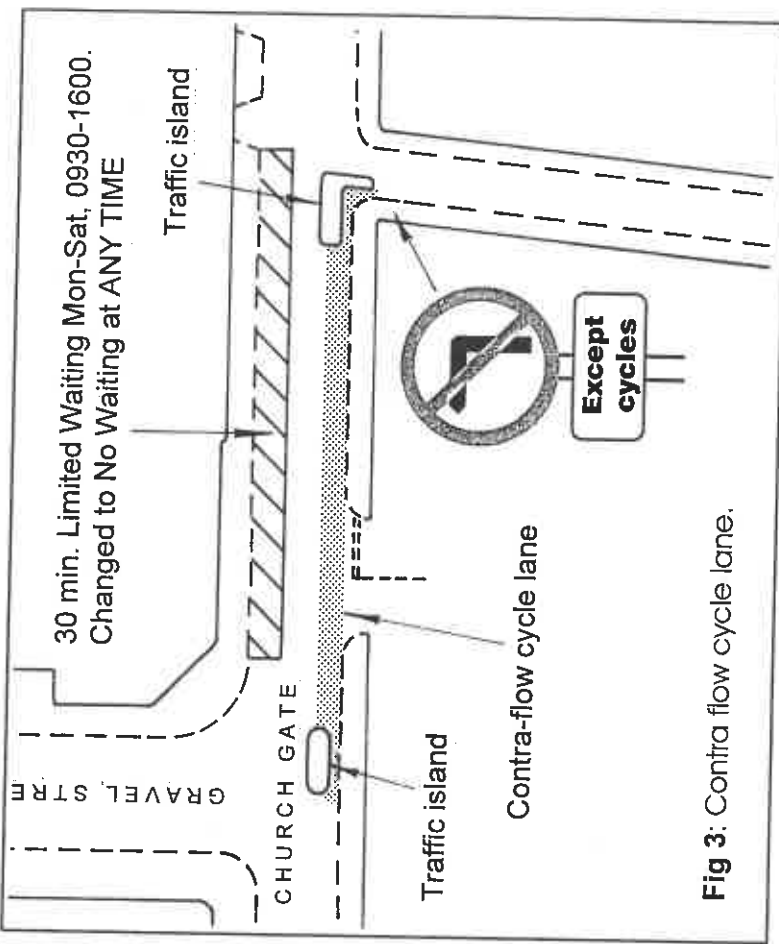 30 min. Limited Waiting Mon-Sat, 0930-1600.
Changed to No Waiting at ANY TIME
Traffic island
GRAVEL STRE
CHURCH GATE
Traffic island
Contra-flow cycle lane
Except
cycles
Fig 3: Contra flow cycle lane.